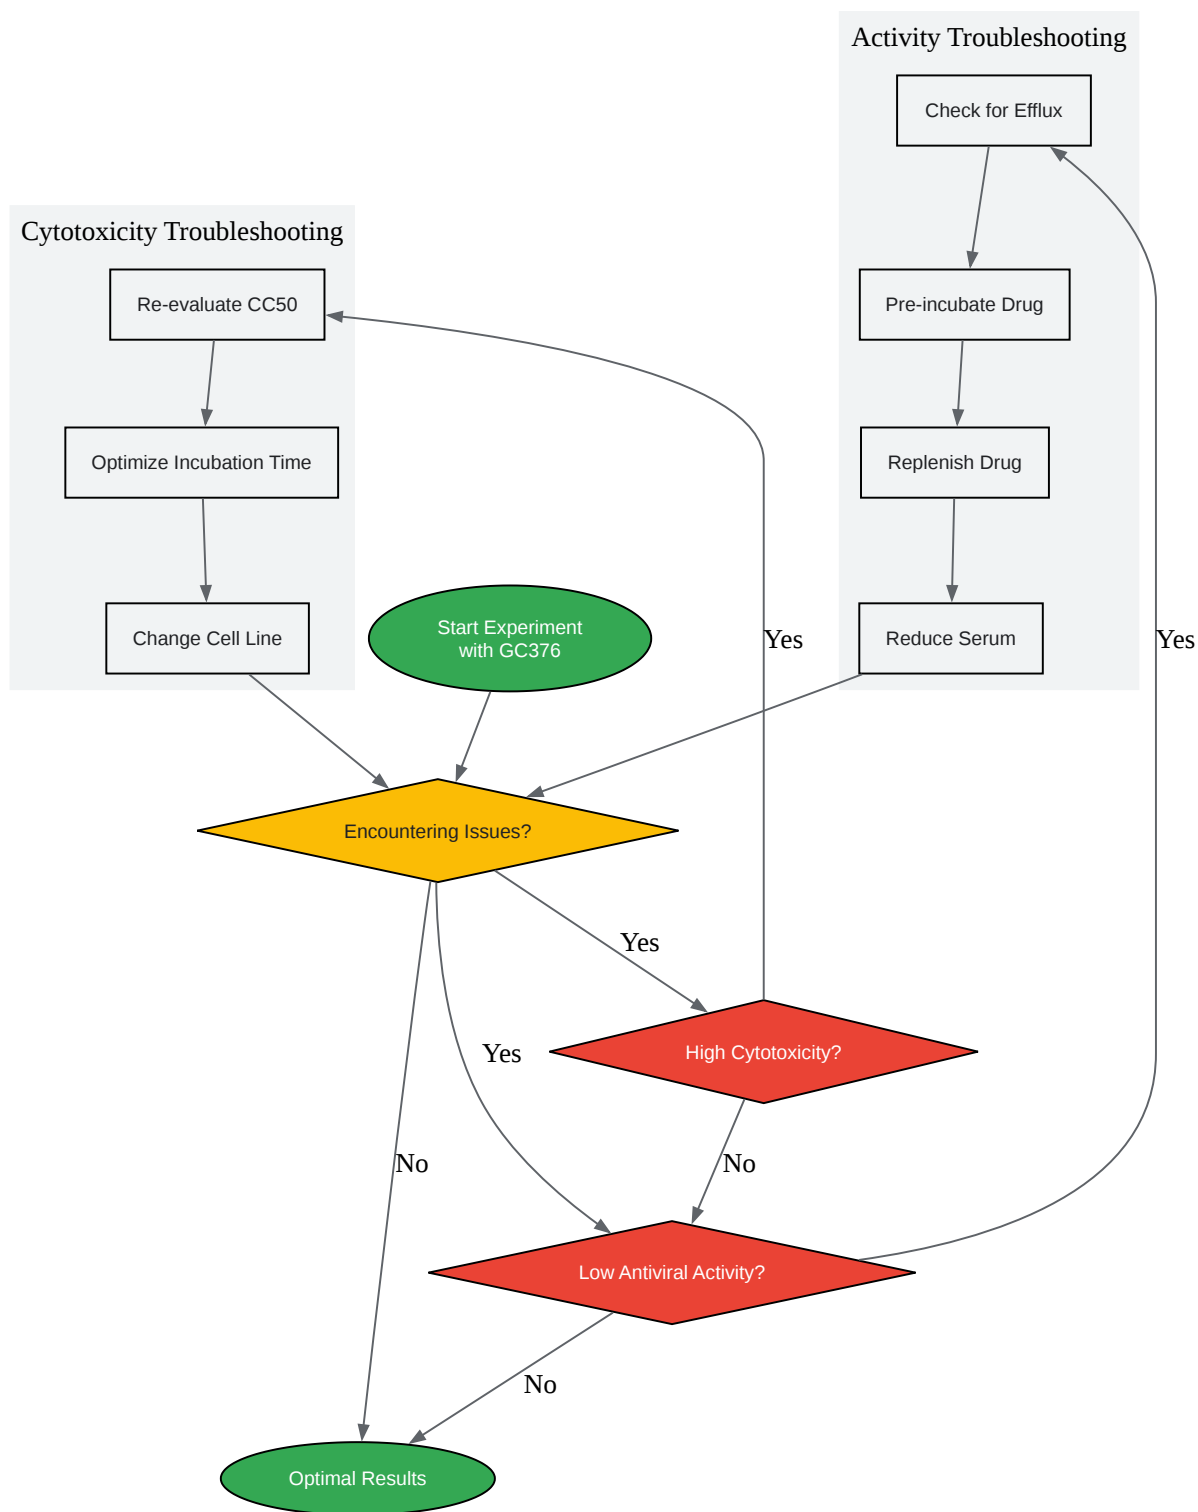 Activity Troubleshooting
Check for Efflux
Cytotoxicity Troubleshooting
Re-evaluate CC50
Pre-incubate Drug
Optimize Incubation Time
Replenish Drug
Change Cell Line
Start Experiment
with GC376
Yes
Reduce Serum
Yes
Encountering Issues?
Yes
Yes
High Cytotoxicity?
No
No
Low Antiviral Activity?
No
Optimal Results